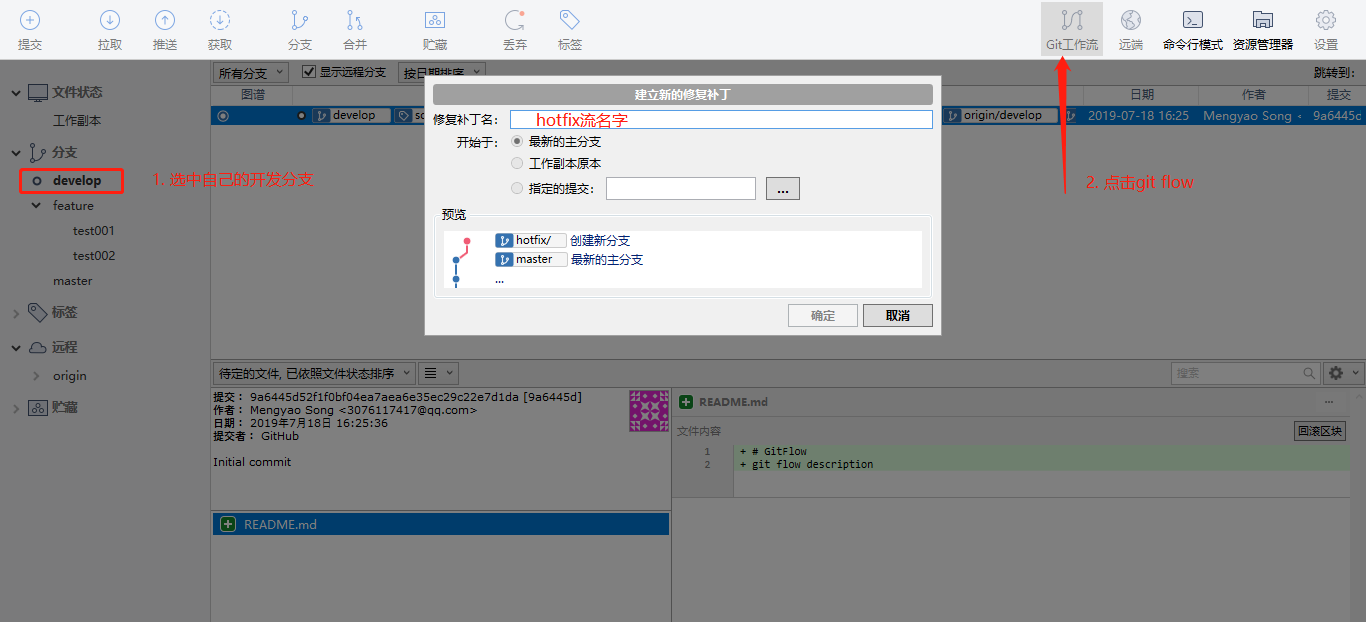 提交 拉取 推送 获取 分支 合并 贮藏 丢弃 标签 Git工作流 远端 命令行模式 资源管理器 设置
所有分支 显示远程分支 按日期排序 跳转到:
图谱 日期 作者 提交
develop origin/develop 2019-07-18 16:25 Mengyao Song < 9a6445d
文件状态
工作副本
分支
develop
feature
test001
test002
master
标签
远程
origin
贮藏
1. 选中自己的开发分支
2. 点击git flow
建立新的修复补丁
修复补丁名: hotfix流名字
开始于: 最新的主分支
工作副本原本
指定的提交: ...
预览
hotfix/ 创建新分支
master 最新的主分支
...
确定 取消
待定的文件, 已依照文件状态排序
搜索
提交: 9a6445d52f1f0bf04ea7aea6e35ec29c22e7d1da [9a6445d]
作者: Mengyao Song <3076117417@qq.com>
日期: 2019年7月18日 16:25:36
提交者: GitHub
Initial commit
README.md
README.md ...
文件内容 回滚区块
1 + # GitFlow
2 + git flow description